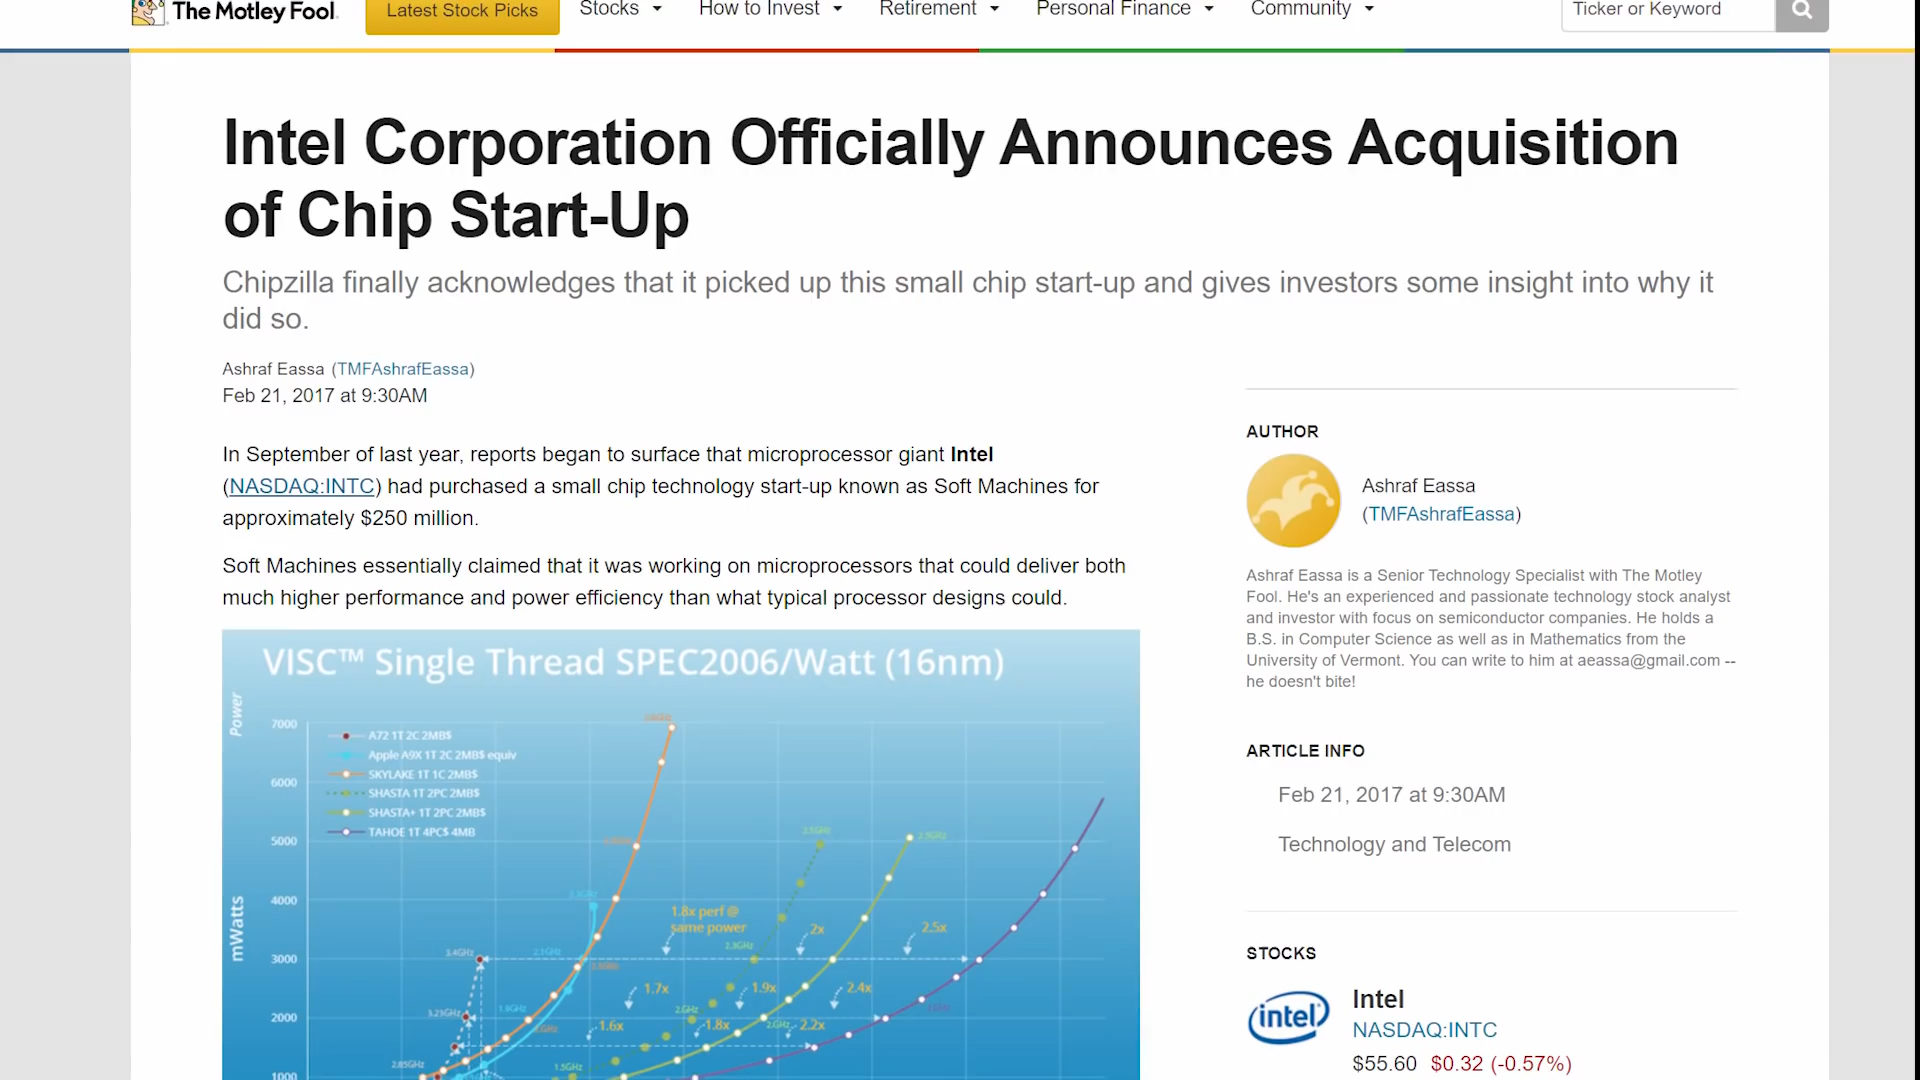 The Motley Fool.
Latest Stock Picks
Stocks
How to Invest
Retirement
Personal Finance
Community
Ticker or Keyword
Intel Corporation Officially Announces Acquisition
of Chip Start-Up
Chipzilla finally acknowledges that it picked up this small chip start-up and gives investors some insight into why it
did so.
Ashraf Eassa (TMFAshrafEassa)
Feb 21, 2017 at 9:30AM
In September of last year, reports began to surface that microprocessor giant Intel
(NASDAQ:INTC) had purchased a small chip technology start-up known as Soft Machines for
approximately $250 million.
Soft Machines essentially claimed that it was working on microprocessors that could deliver both
much higher performance and power efficiency than what typical processor designs could.
VISC™ Single Thread SPEC2006/Watt (16nm)
Power
7000
A72 1T 2C 2MB$
Apple A9X 1T 2C 2MB$ equiv
SKYLAKE 1T 1C 2MB$
6000
SHASTA 1T 2PC 2MB$
SHASTA+ 1T 2PC 2MB$
TAHOE 1T 4PC$ 4MB
5000
4000
1.8x perf @
same power
2x
2.5x
mWatts
3.4GHz
3000
1.7x
1.9x
2.4x
3.23GHz
2000
1.6x
1.8x
2GHz
2.2x
2.85GHz
1.5GHz
1000
AUTHOR
Ashraf Eassa
(TMFAshrafEassa)
Ashraf Eassa is a Senior Technology Specialist with The Motley
Fool. He's an experienced and passionate technology stock analyst
and investor with focus on semiconductor companies. He holds a
B.S. in Computer Science as well as in Mathematics from the
University of Vermont. You can write to him at aeassa@gmail.com --
he doesn't bite!
ARTICLE INFO
Feb 21, 2017 at 9:30AM
Technology and Telecom
STOCKS
intel
Intel
NASDAQ:INTC
$55.60 $0.32 (-0.57%)